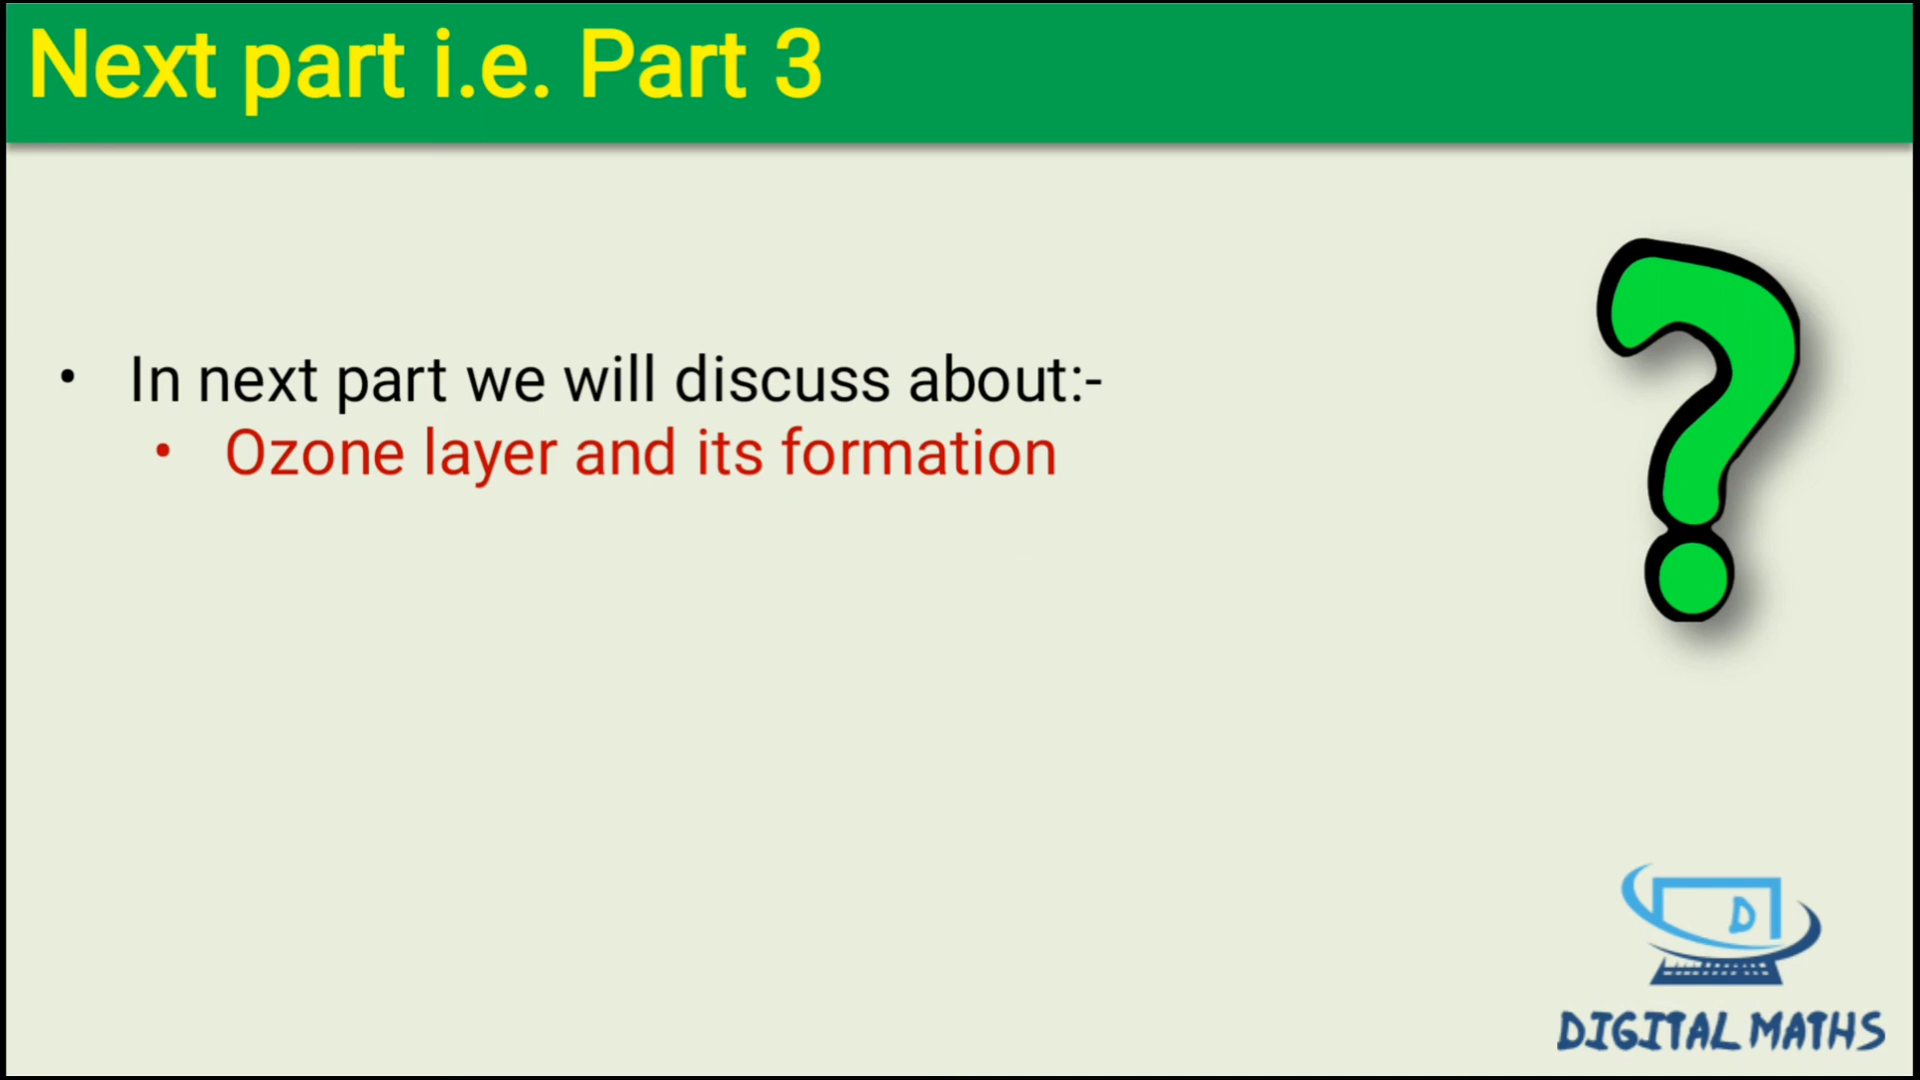 Next part i.e. Part 3
• In next part we will discuss about:-
• Ozone layer and its formation
?
D
DIGITAL MATHS